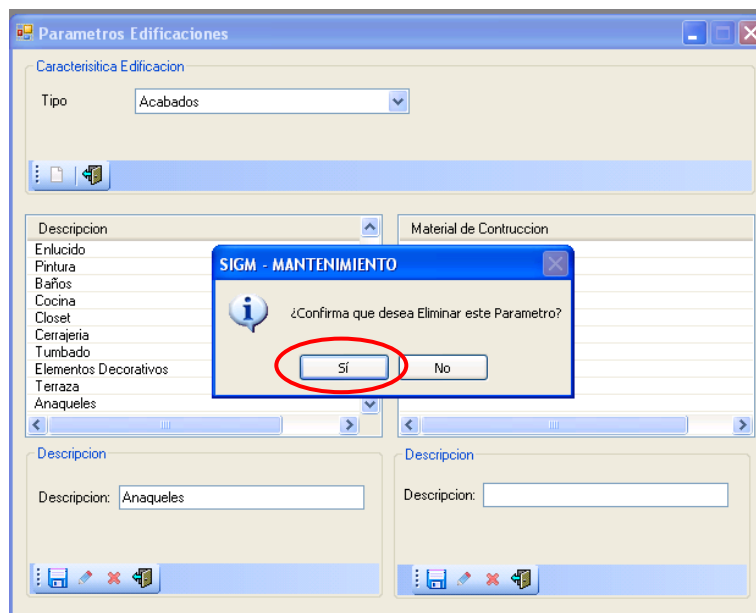 Parametros Edificaciones
Caracterisitica Edificacion
Tipo
Acabados
Descripcion
Material de Contruccion
Enlucido
Pintura
Baños
Cocina
Closet
Cerrajeria
Tumbado
Elementos Decorativos
Terraza
Anaqueles
SIGM - MANTENIMIENTO
¿Confirma que desea Eliminar este Parametro?
Sí
No
Descripcion
Descripcion: Anaqueles
Descripcion
Descripcion: